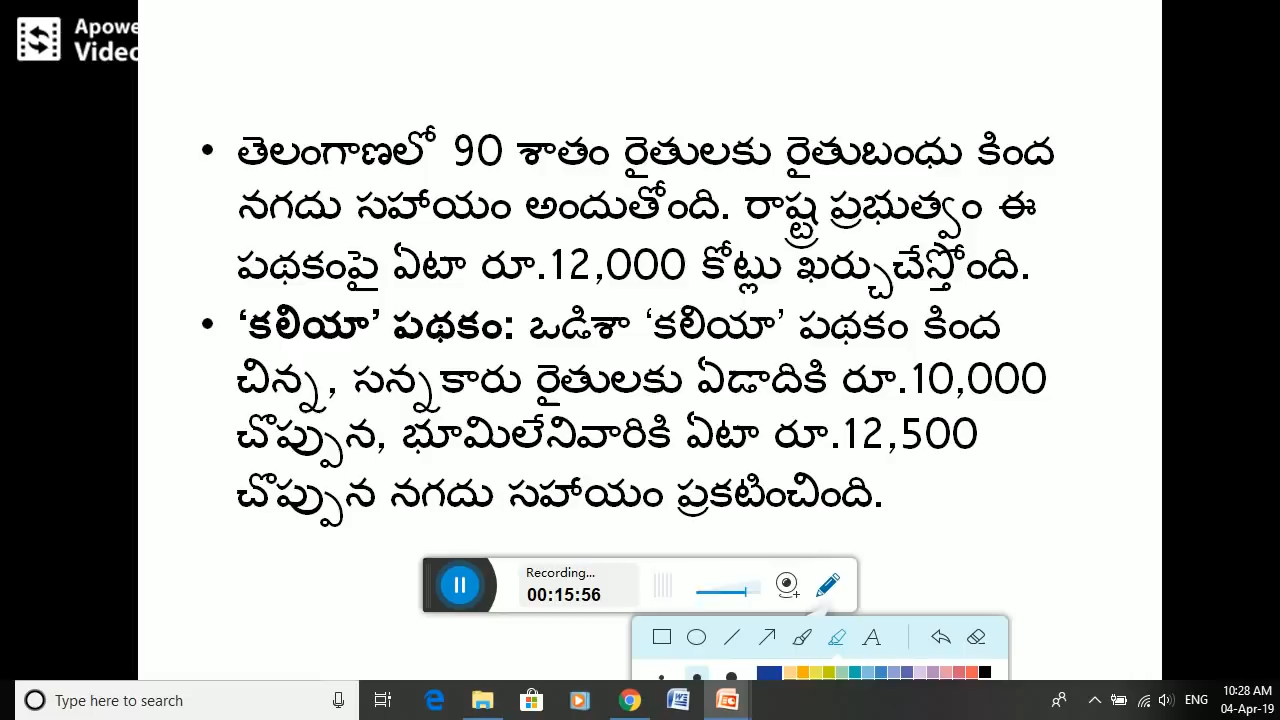 Apowe
Video
• తెలంగాణలో 90 శాతం రైతులకు రైతుబంధు కింద
నగదు సహాయం అందుతోంది. రాష్ట్ర ప్రభుత్వం ఈ
పథకంపై ఏటా రూ.12,000 కోట్లు ఖర్చుచేస్తోంది.
• ‘కలియా’ పథకం: ఒడిశా ‘కలియా’ పథకం కింద
చిన్న, సన్నకారు రైతులకు ఏడాదికి రూ.10,000
చొప్పున, భూమిలేనివారికి ఏటా రూ.12,500
చొప్పున నగదు సహాయం ప్రకటించింది.
Recording...
00:15:56
A
Type here to search
ENG
10:28 AM
04-Apr-19